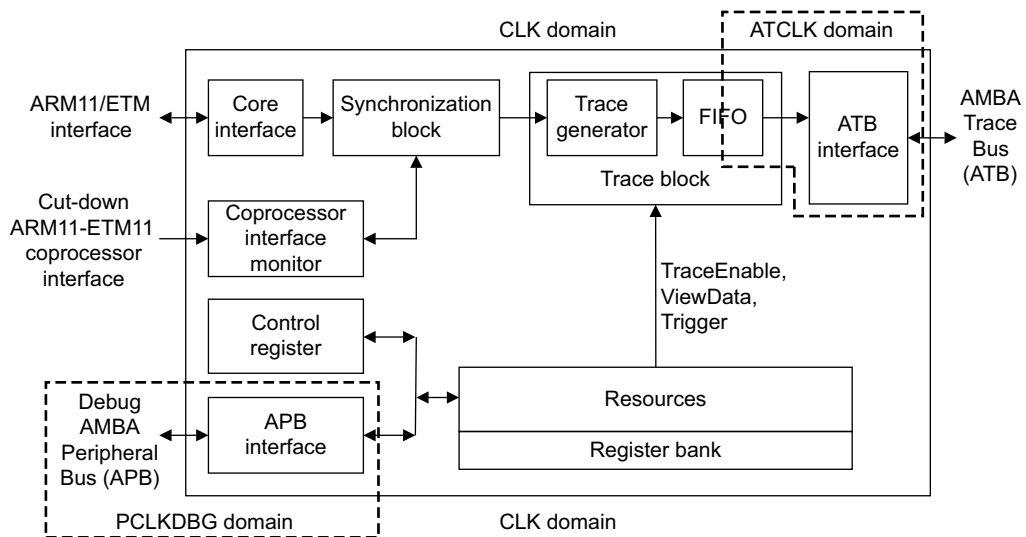 CLK domain
ATCLK domain
ARM11/ETM
interface
Core
interface
Synchronization
block
Trace
generator
FIFO
Trace block
ATB
interface
AMBA
Trace
Bus
(ATB)
Cut-down
ARM11-ETM11
coprocessor
interface
Coprocessor
interface
monitor
TraceEnable,
ViewData,
Trigger
Control
register
Debug
AMBA
Peripheral
Bus (APB)
APB
interface
Resources
Register bank
PCLKDBG domain
CLK domain